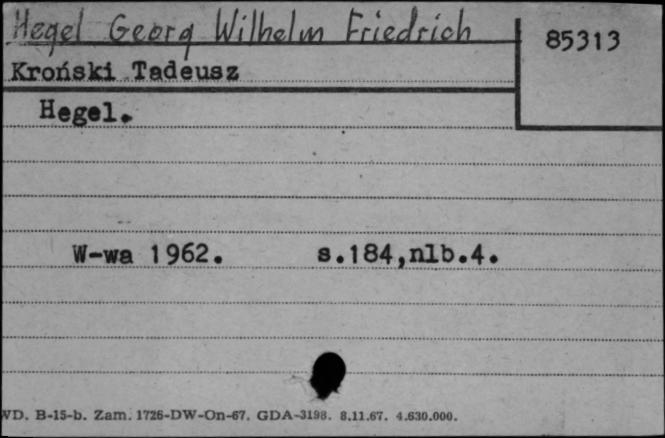 Hegel Georg Wilhelm Friedrich
85313
Kroński Tadeusz
Hegel.
W-wa 1962. s.184,nlb.4.
WD. B-15-b. Zam. 1726-DW-On-67. GDA-3198. 8.11.67. 4.630.000.